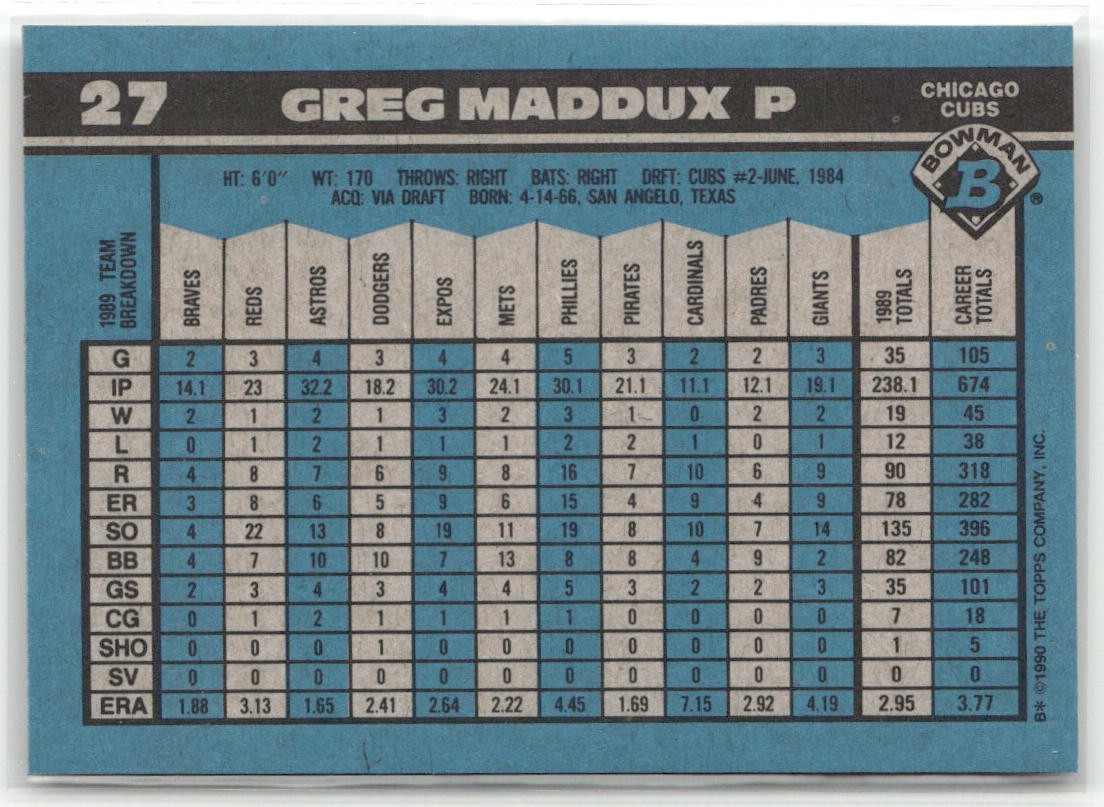 27 GREG MADDUX P CHICAGO CUBS
BOWMAN
B ®
HT: 6'0" WT: 170 THROWS: RIGHT BATS: RIGHT DRFT: CUBS #2-JUNE, 1984
ACQ: VIA DRAFT BORN: 4-14-66, SAN ANGELO, TEXAS
1989 TEAM BREAKDOWN BRAVES REDS ASTROS DODGERS EXPOS METS PHILLIES PIRATES CARDINALS PADRES GIANTS 1989 TOTALS CAREER TOTALS
G 2 3 4 3 4 4 5 3 2 2 3 35 105
IP 14.1 23 32.2 18.2 30.2 24.1 30.1 21.1 11.1 12.1 19.1 238.1 674
W 2 1 2 1 3 2 3 1 0 2 2 19 45
L 0 1 2 1 1 1 2 2 1 0 1 12 38
R 4 8 7 6 9 8 16 7 10 6 9 90 318
ER 3 8 6 5 9 6 15 4 9 4 9 78 282
SO 4 22 13 8 19 11 19 8 10 7 14 135 396
BB 4 7 10 10 7 13 8 8 4 9 2 82 248
GS 2 3 4 3 4 4 5 3 2 2 3 35 101
CG 0 1 2 1 1 1 1 0 0 0 0 7 18
SHO 0 0 0 1 0 0 0 0 0 0 0 1 5
SV 0 0 0 0 0 0 0 0 0 0 0 0 0
ERA 1.88 3.13 1.65 2.41 2.64 2.22 4.45 1.69 7.15 2.92 4.19 2.95 3.77
B* ©1990 THE TOPPS COMPANY, INC.